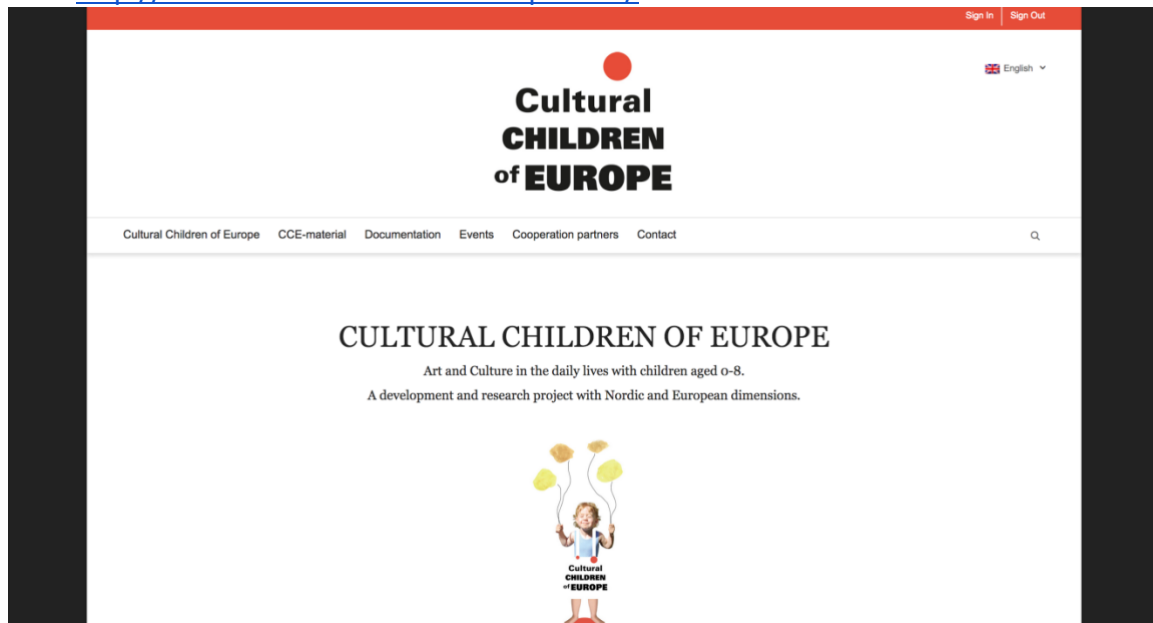 Sign In
Sign Out
English
Cultural
CHILDREN
of EUROPE
Cultural Children of Europe
CCE-material
Documentation
Events
Cooperation partners
Contact
CULTURAL CHILDREN OF EUROPE
Art and Culture in the daily lives with children aged 0-8.
A development and research project with Nordic and European dimensions.
Cultural
CHILDREN
of EUROPE